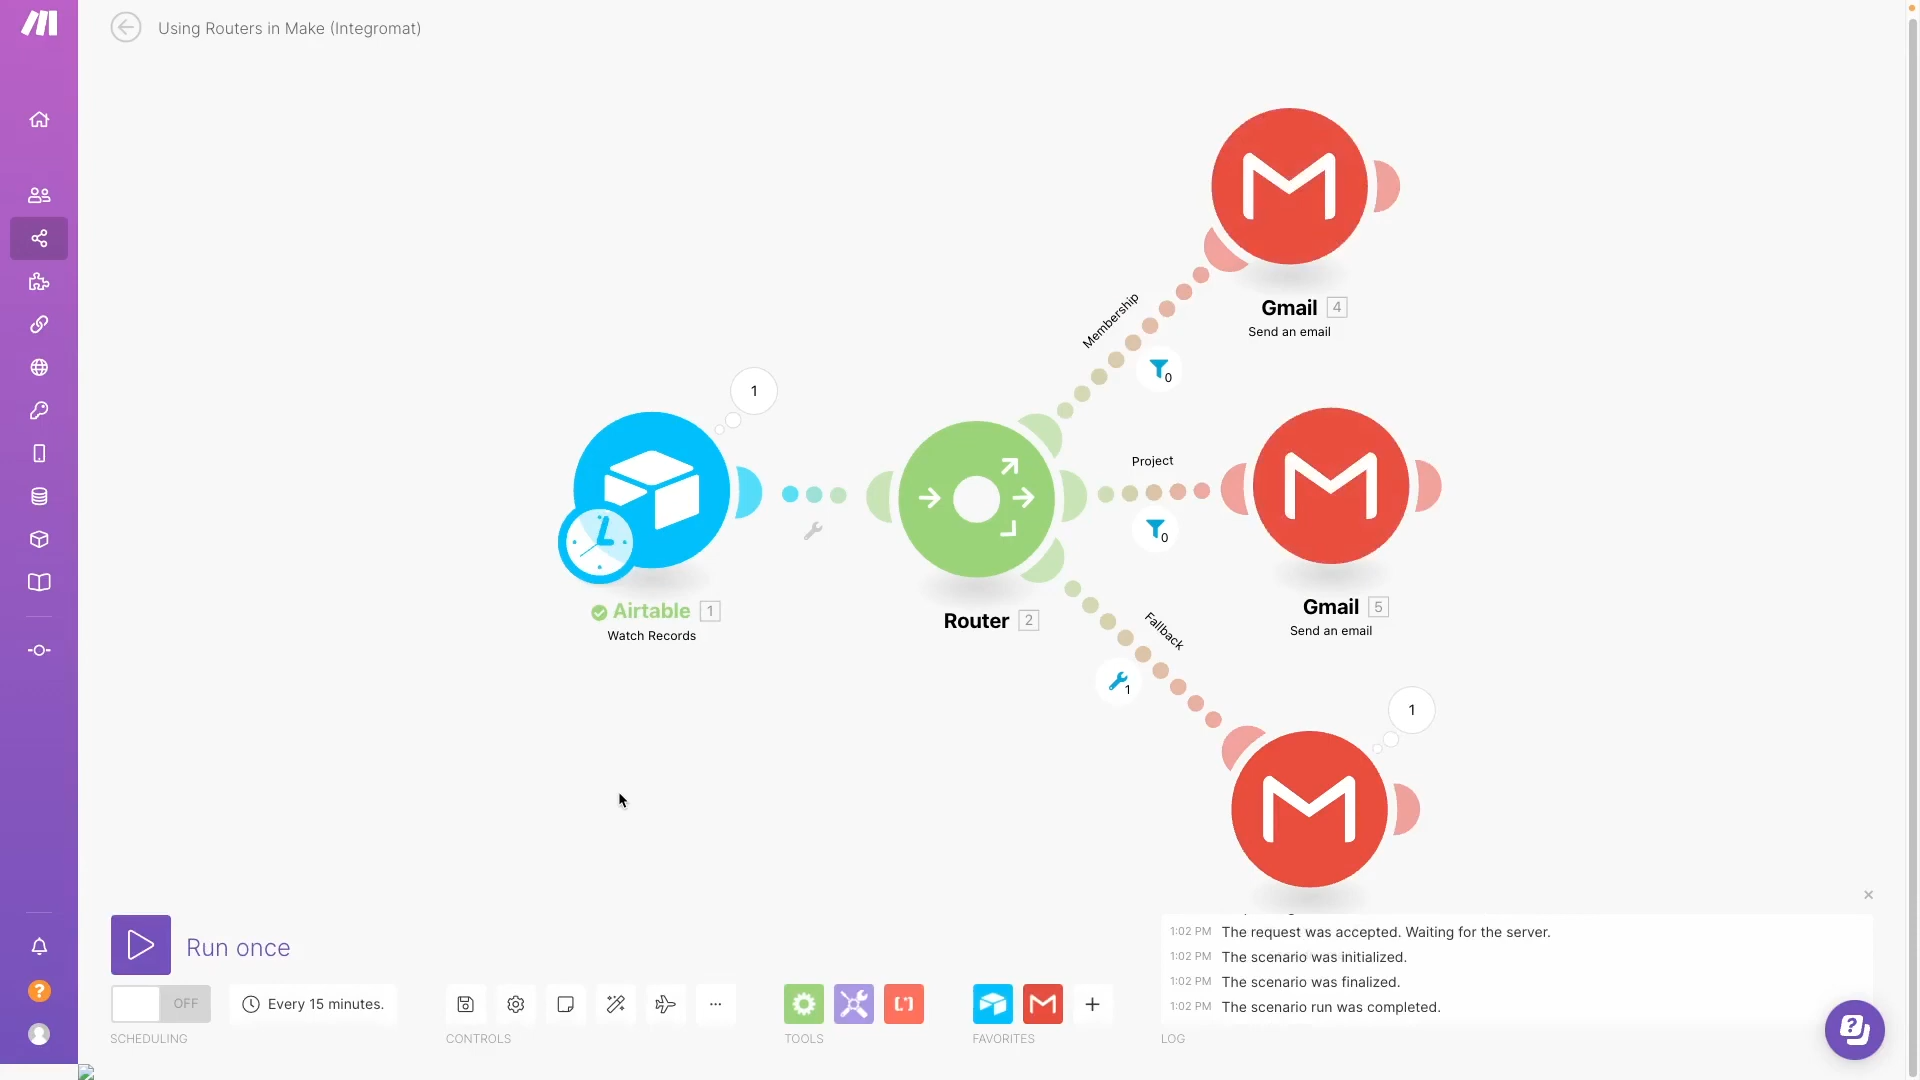 Using Routers in Make (Integromat)
Gmail 4
Send an email
Membership
0
1
Project
0
Gmail 5
Send an email
Airtable 1
Watch Records
Router 2
Fallback
1
1
Run once
1:02 PM The request was accepted. Waiting for the server.
1:02 PM The scenario was initialized.
1:02 PM The scenario was finalized.
1:02 PM The scenario run was completed.
OFF
Every 15 minutes.
SCHEDULING
CONTROLS
TOOLS
FAVORITES
LOG